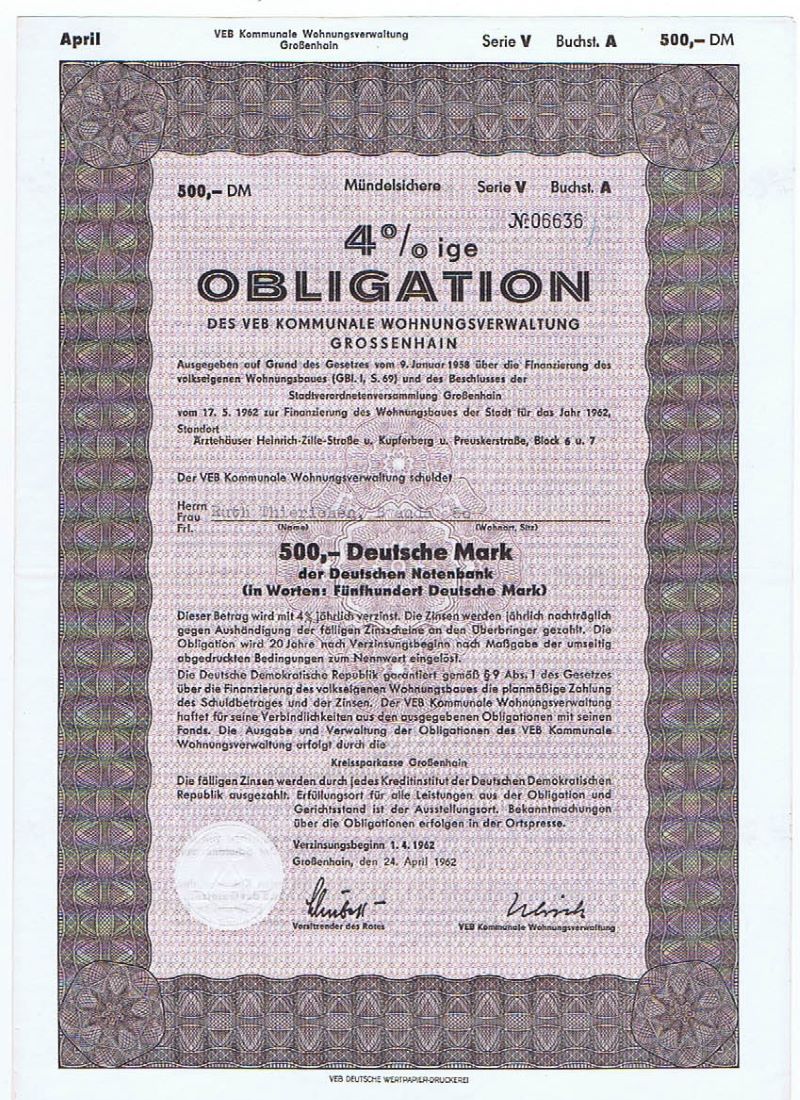 April
VEB Kommunale Wohnungsverwaltung
Großenhain
Serie V Buchst. A 500,– DM
500,– DM Mündelsichere Serie V Buchst. A
№ 06636
4% ige
OBLIGATION
DES VEB KOMMUNALE WOHNUNGSVERWALTUNG
GROSSENHAIN
Ausgegeben auf Grund des Gesetzes vom 9. Januar 1958 über die Finanzierung des
volkseigenen Wohnungsbaues (GBl. I, S. 69) und des Beschlusses der
Stadtverordnetenversammlung Großenhain
vom 17. 5. 1962 zur Finanzierung des Wohnungsbaues der Stadt für das Jahr 1962,
Standort
Ärztehäuser Heinrich-Zille-Straße u. Kupferberg u. Preuskerstraße, Block 6 u. 7
Der VEB Kommunale Wohnungsverwaltung schuldet
Herrn
Frau Ruth
Frl. (Name) (Wohnort, Sitz)
500,– Deutsche Mark
der Deutschen Notenbank
(in Worten: Fünfhundert Deutsche Mark)
Dieser Betrag wird mit 4% jährlich verzinst. Die Zinsen werden jährlich nachträglich
gegen Aushändigung der fälligen Zinsscheine an den Überbringer gezahlt. Die
Obligation wird 20 Jahre nach Verzinsungsbeginn nach Maßgabe der umseitig
abgedruckten Bedingungen zum Nennwert eingelöst.
Die Deutsche Demokratische Republik garantiert gemäß § 9 Abs. 1 des Gesetzes
über die Finanzierung des volkseigenen Wohnungsbaues die planmäßige Zahlung
des Schuldbetrages und der Zinsen. Der VEB Kommunale Wohnungsverwaltung
haftet für seine Verbindlichkeiten aus den ausgegebenen Obligationen mit seinen
Fonds. Die Ausgabe und Verwaltung der Obligationen des VEB Kommunale
Wohnungsverwaltung erfolgt durch die
Kreissparkasse Großenhain
Die fälligen Zinsen werden durch jedes Kreditinstitut der Deutschen Demokratischen
Republik ausgezahlt. Erfüllungsort für alle Leistungen aus der Obligation und
Gerichtsstand ist der Ausstellungsort. Bekanntmachungen
über die Obligationen erfolgen in der Ortspresse.
Verzinsungsbeginn 1. 4. 1962
Großenhain, den 24. April 1962
Vorsitzender des Rates VEB Kommunale Wohnungsverwaltung
VEB DEUTSCHE WERTPAPIER-DRUCKEREI